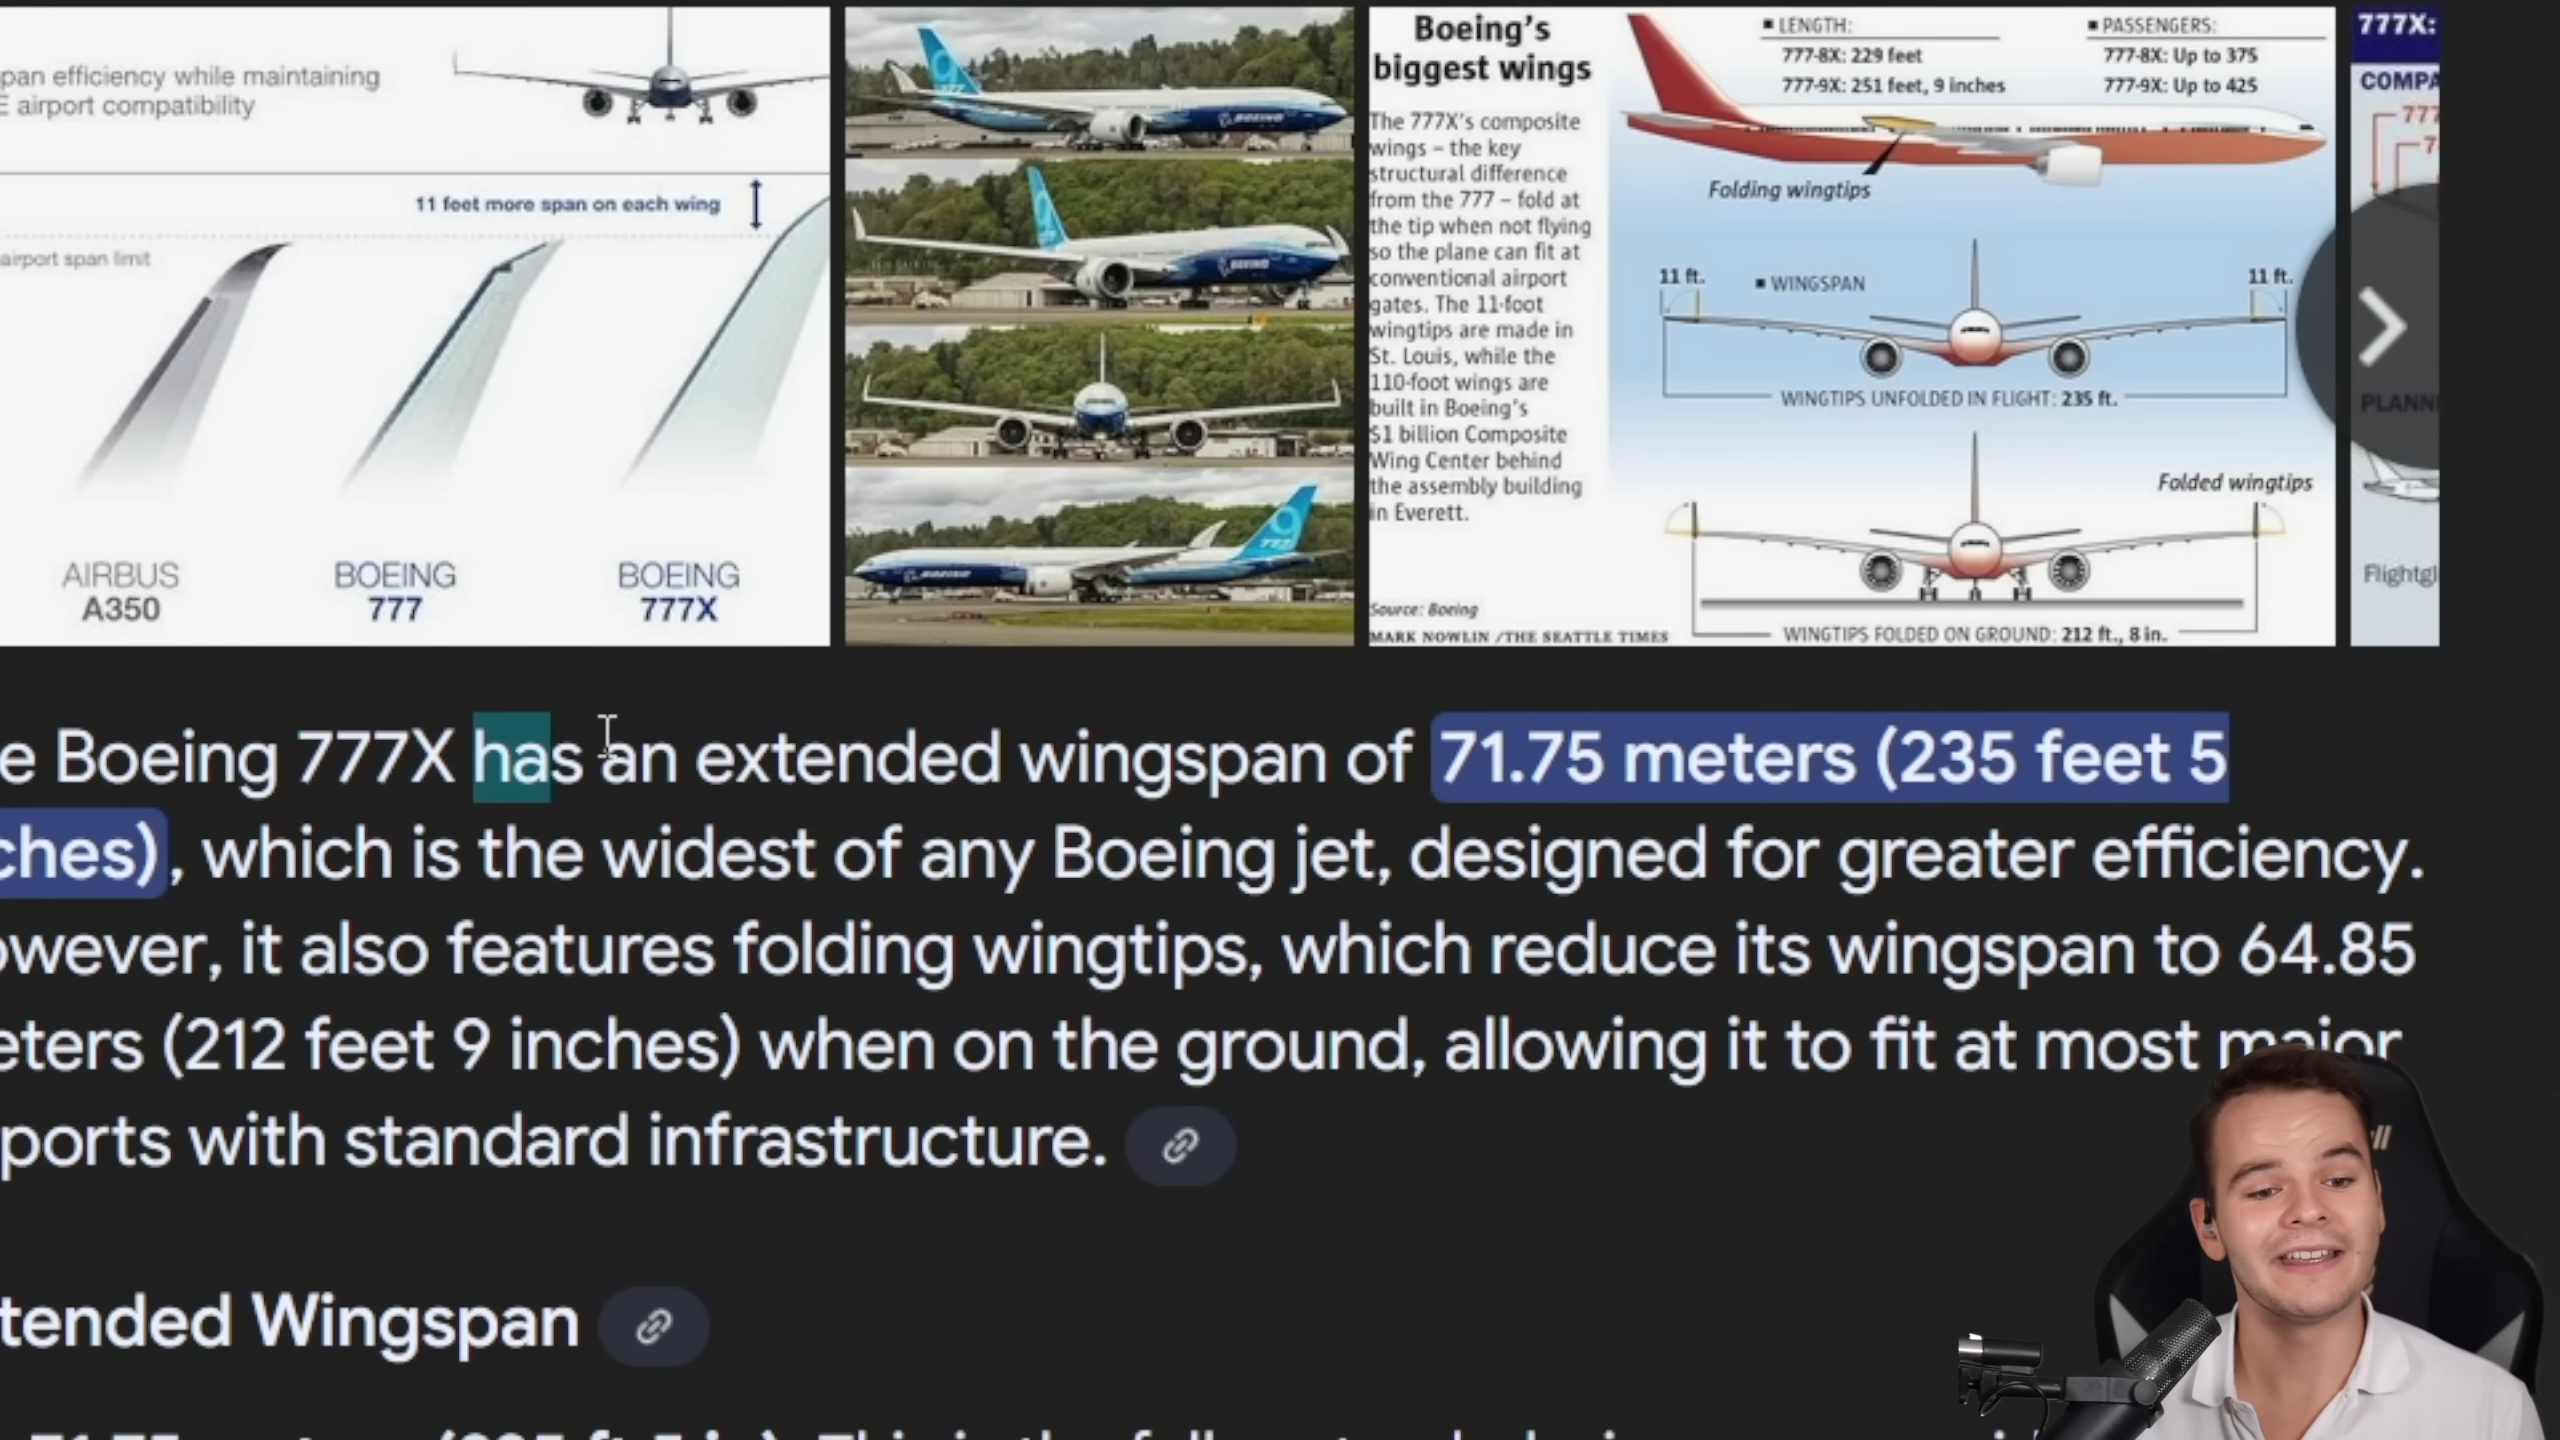 pan efficiency while maintaining
E airport compatibility
11 feet more span on each wing
airport span limit
AIRBUS
A350
BOEING
777
BOEING
777X
BOEING
BOEING
BOEING
Boeing's
biggest wings
The 777X's composite
wings – the key
structural difference
from the 777 – fold at
the tip when not flying
so the plane can fit at
conventional airport
gates. The 11-foot
wingtips are made in
St. Louis, while the
110-foot wings are
built in Boeing's
$1 billion Composite
Wing Center behind
the assembly building
in Everett.
Source: Boeing
MARK NOWLIN / THE SEATTLE TIMES
■ LENGTH:
777-8X: 229 feet
777-9X: 251 feet, 9 inches
■ PASSENGERS:
777-8X: Up to 375
777-9X: Up to 425
Folding wingtips
11 ft.
■ WINGSPAN
11 ft.
WINGTIPS UNFOLDED IN FLIGHT: 235 ft.
Folded wingtips
WINGTIPS FOLDED ON GROUND: 212 ft., 8 in.
777X:
COMPA
777
7
PLANN
Flightgl
e Boeing 777X has an extended wingspan of 71.75 meters (235 feet 5
ches), which is the widest of any Boeing jet, designed for greater efficiency.
owever, it also features folding wingtips, which reduce its wingspan to 64.85
eters (212 feet 9 inches) when on the ground, allowing it to fit at most major
ports with standard infrastructure.
tended Wingspan